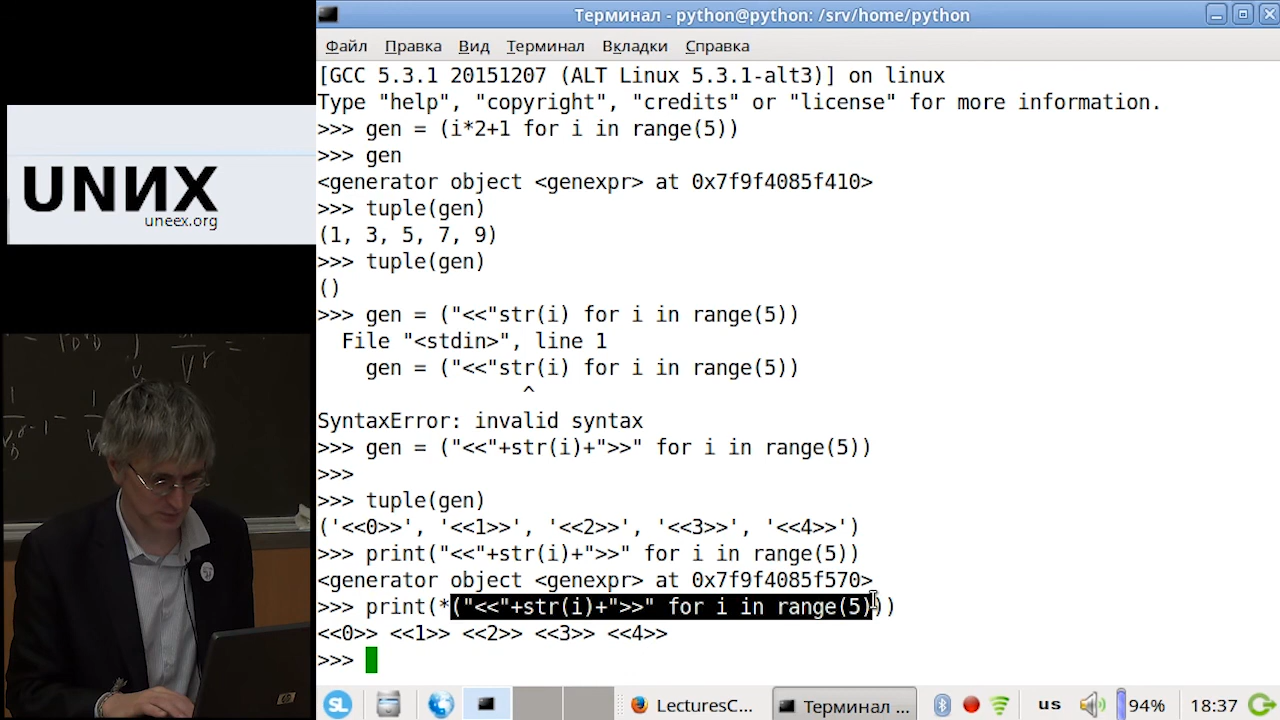 Терминал - python@python: /srv/home/python
Файл Правка Вид Терминал Вкладки Справка
[GCC 5.3.1 20151207 (ALT Linux 5.3.1-alt3)] on linux
Type "help", "copyright", "credits" or "license" for more information.
>>> gen = (i*2+1 for i in range(5))
>>> gen
<generator object <genexpr> at 0x7f9f4085f410>
>>> tuple(gen)
(1, 3, 5, 7, 9)
>>> tuple(gen)
()
>>> gen = ("<<"str(i) for i in range(5))
  File "<stdin>", line 1
    gen = ("<<"str(i) for i in range(5))
                 ^
SyntaxError: invalid syntax
>>> gen = ("<<"+str(i)+">>" for i in range(5))
>>>
>>> tuple(gen)
('<<0>>', '<<1>>', '<<2>>', '<<3>>', '<<4>>')
>>> print("<<"+str(i)+">>" for i in range(5))
<generator object <genexpr> at 0x7f9f4085f570>
>>> print(*("<<"+str(i)+">>" for i in range(5)))
<<0>> <<1>> <<2>> <<3>> <<4>>
>>>
UNИX
uneex.org
LecturesC...
Терминал ...
us
94%
18:37